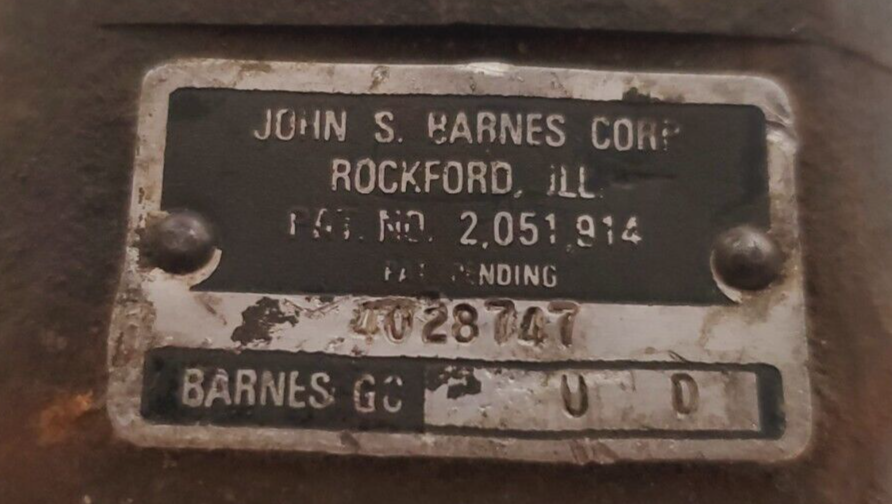 JOHN S. BARNES CORP
ROCKFORD, ILL.
PAT. NO. 2,051,914
PAT. PENDING
4028747
BARNES GC U D